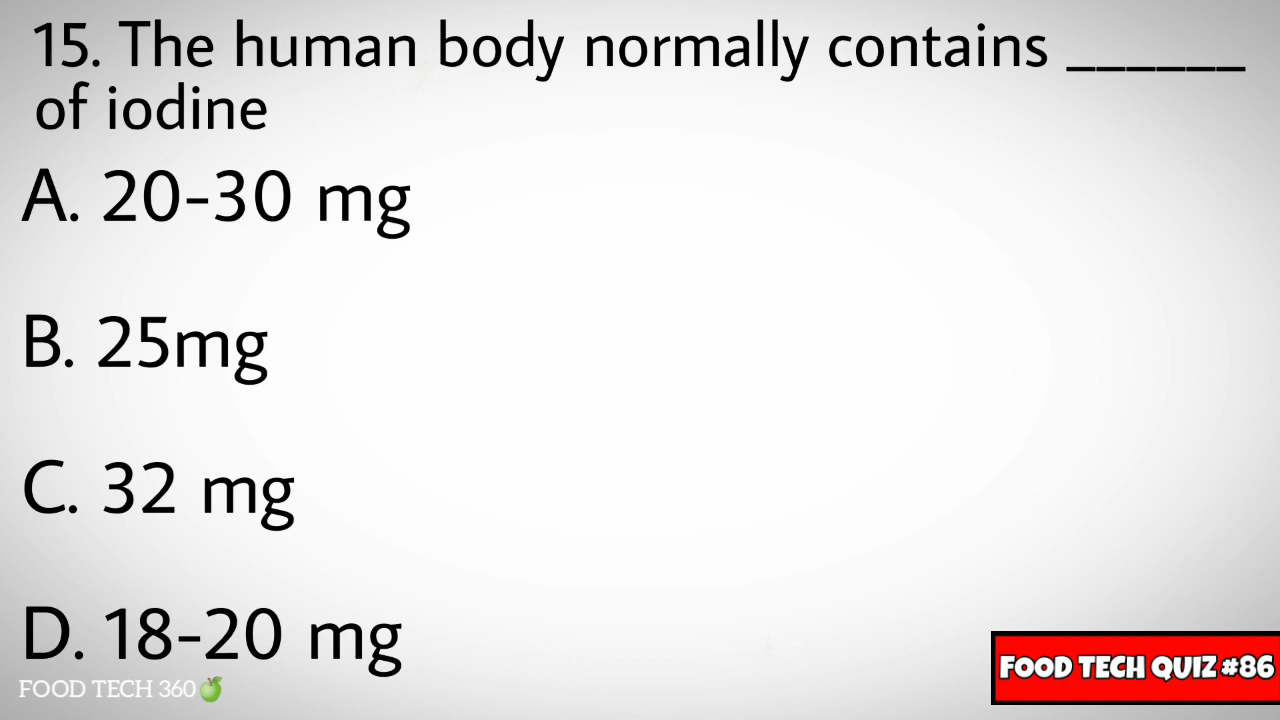 15. The human body normally contains ______
of iodine
A. 20-30 mg
B. 25mg
C. 32 mg
D. 18-20 mg
FOOD TECH 360🍏
FOOD TECH QUIZ #86